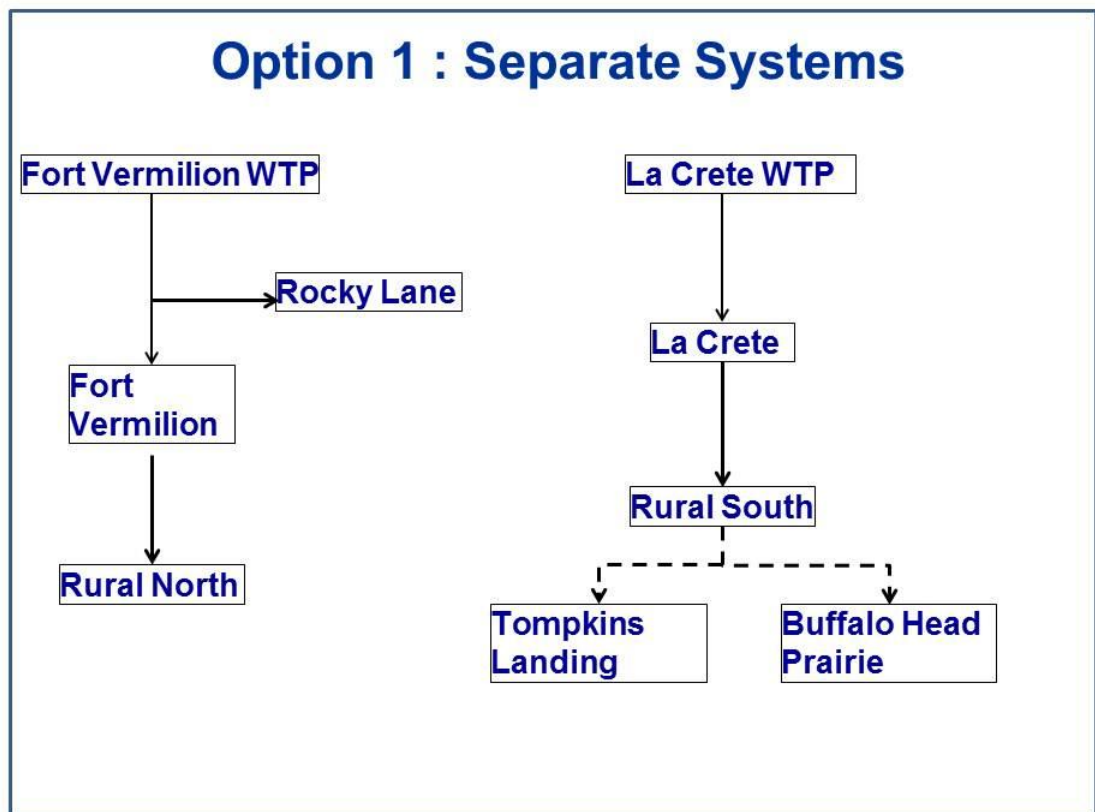 Option 1 : Separate Systems
Fort Vermilion WTP
La Crete WTP
Rocky Lane
La Crete
Fort
Vermilion
Rural South
Rural North
Tompkins
Landing
Buffalo Head
Prairie